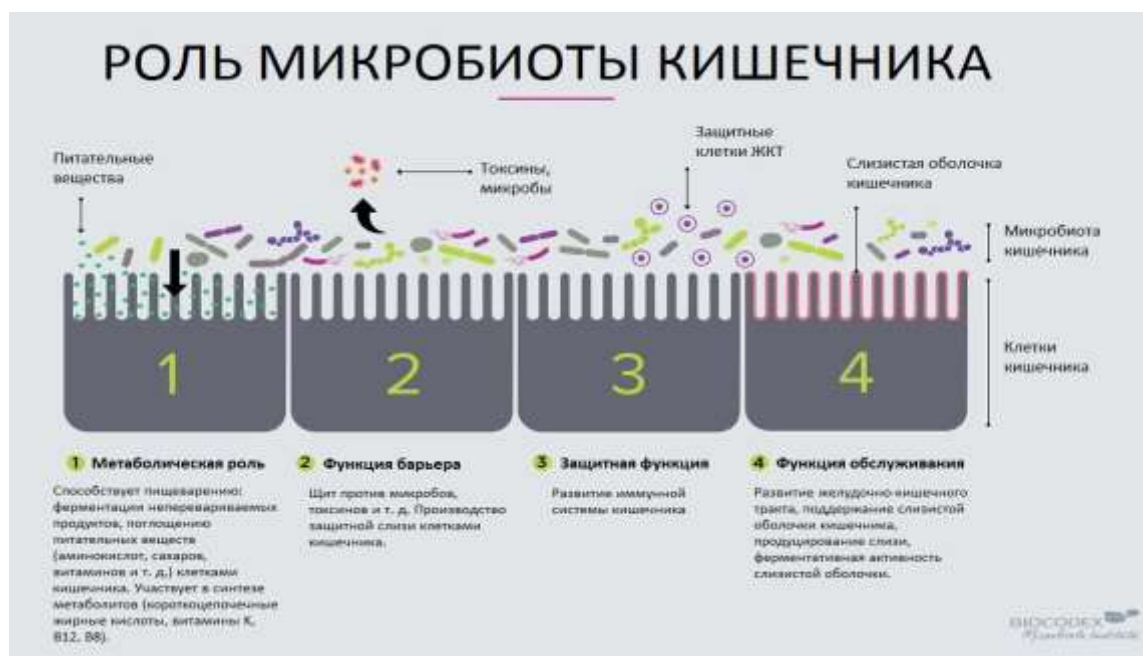 РОЛЬ МИКРОБИОТЫ КИШЕЧНИКА
Питательные
вещества
Токсины,
микробы
Защитные
клетки ЖКТ
Слизистая оболочка
кишечника
Микробиота
кишечника
Клетки
кишечника
1
2
3
4
1 Метаболическая роль
Способствует пищеварению:
ферментации неперевариваемых
продуктов, поглощению
питательных веществ
(аминокислот, сахаров,
витаминов и т. д.) клетками
кишечника. Участвует в синтезе
метаболитов (короткоцепочечные
жирные кислоты, витамины К,
В12, В8).
2 Функция барьера
Щит против микробов,
токсинов и т. д. Производство
защитной слизи клетками
кишечника.
3 Защитная функция
Развитие иммунной
системы кишечника
4 Функция обслуживания
Развитие желудочно-кишечного
тракта, поддержание слизистой
оболочки кишечника,
продуцирование слизи,
ферментативная активность
слизистой оболочки.
BIOCODEX
Microbiota Institute